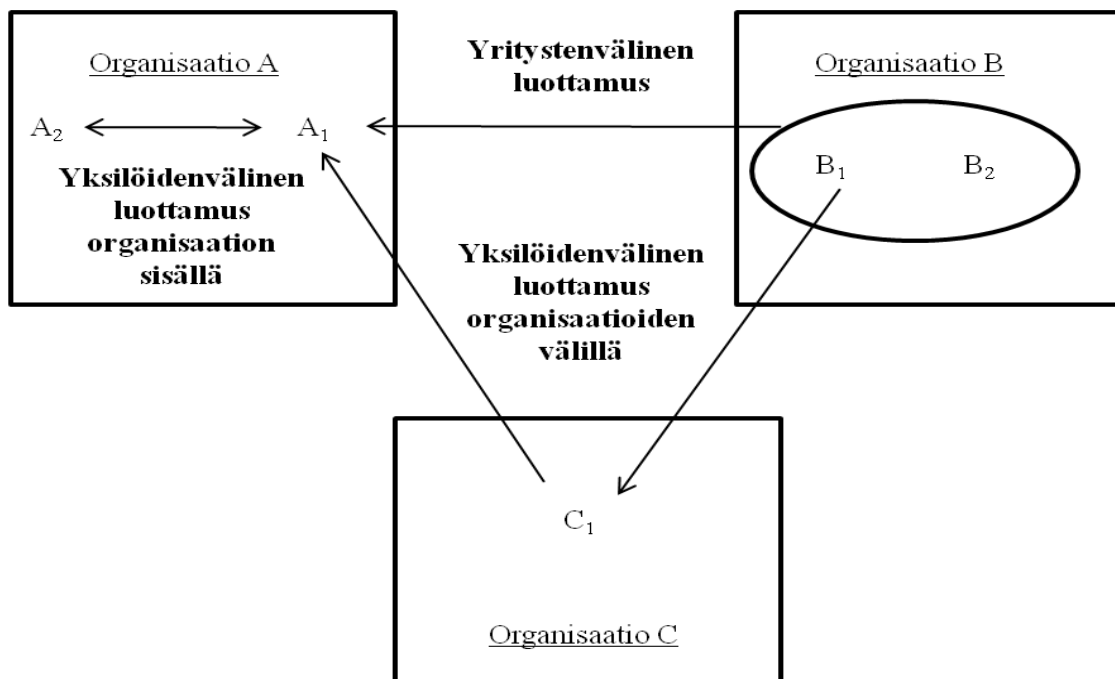 Organisaatio A
A₂
A₁
Yksilöidenvälinen
luottamus
organisaation
sisällä
Yritystenvälinen
luottamus
Organisaatio B
B₁
B₂
Yksilöidenvälinen
luottamus
organisaatioiden
välillä
C₁
Organisaatio C